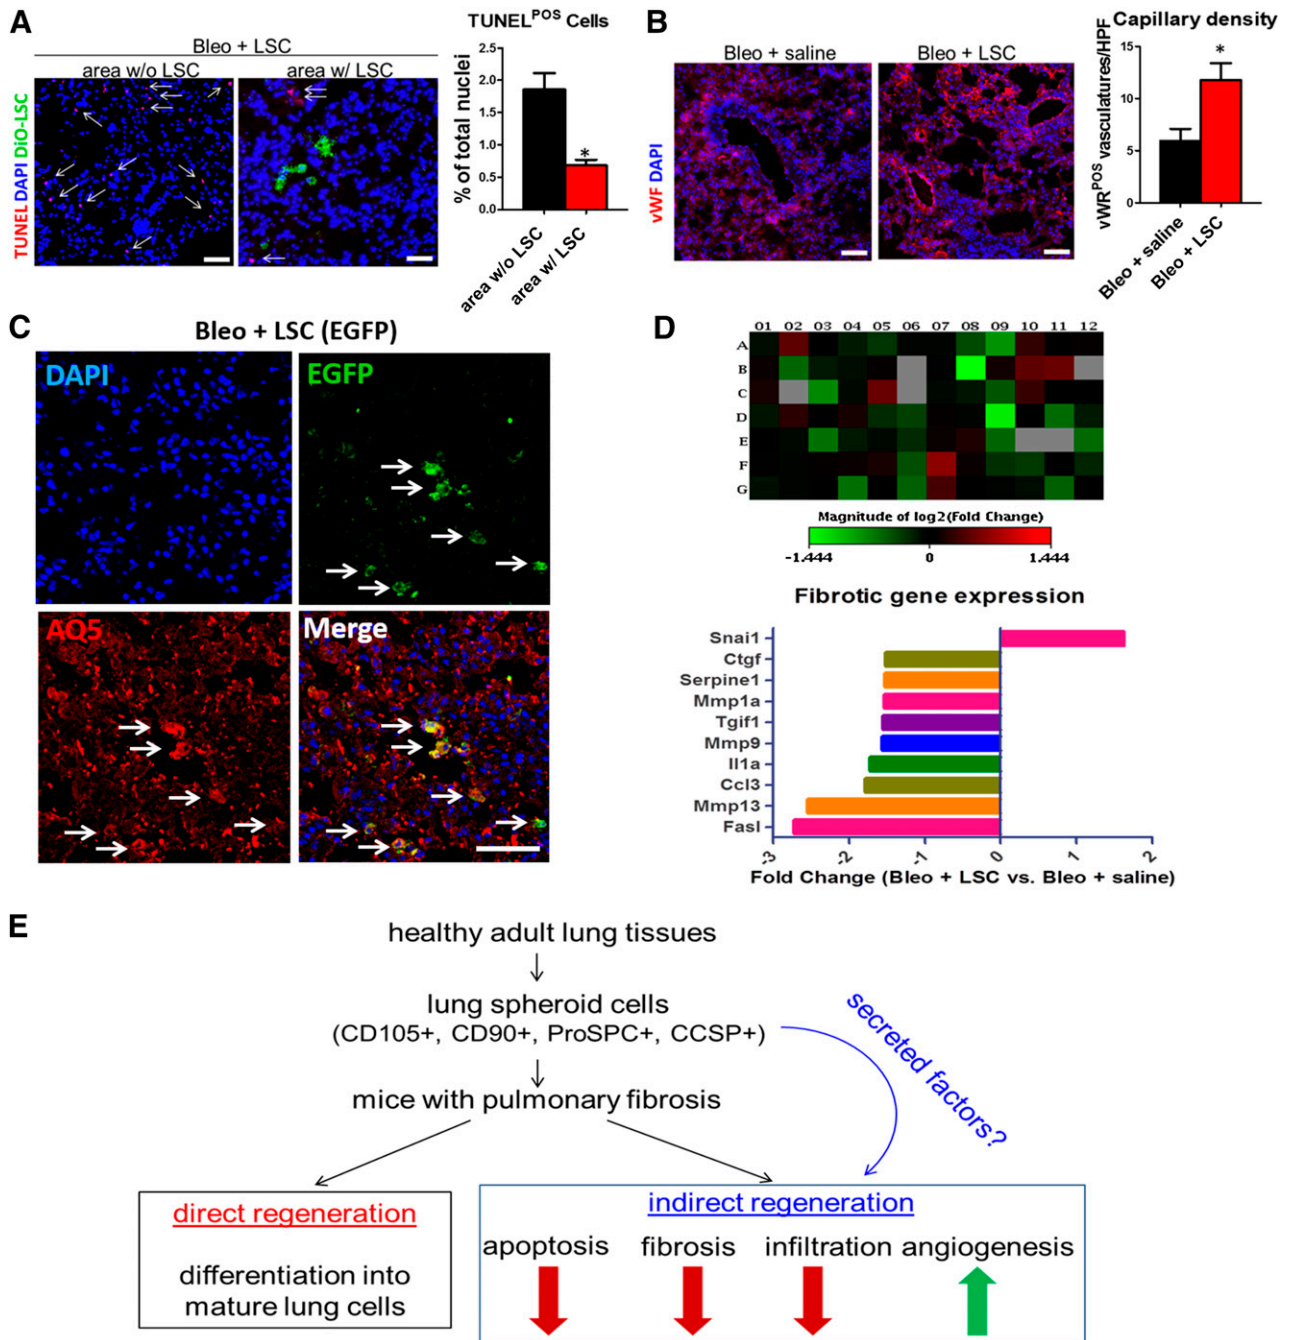 A
Bleo + LSC
area w/o LSC
area w/ LSC
TUNEL DAPI DiO-LSC
TUNELPOS Cells
% of total nuclei
2.5
2.0
1.5
1.0
0.5
0.0
*
area w/o LSC
area w/ LSC
B
Bleo + saline
Bleo + LSC
vWF DAPI
Capillary density
vWRPOS vasculatures/HPF
15
10
5
0
*
Bleo + saline
Bleo + LSC
C
Bleo + LSC (EGFP)
DAPI
EGFP
AQ5
Merge
D
01 02 03 04 05 06 07 08 09 10 11 12
A
B
C
D
E
F
G
Magnitude of log2(Fold Change)
-1.444 0 1.444
Fibrotic gene expression
Snai1
Ctgf
Serpine1
Mmp1a
Tgif1
Mmp9
Il1a
Ccl3
Mmp13
Fasl
-3 -2 -1 0 1 2
Fold Change (Bleo + LSC vs. Bleo + saline)
E
healthy adult lung tissues
lung spheroid cells
(CD105+, CD90+, ProSPC+, CCSP+)
secreted factors?
mice with pulmonary fibrosis
direct regeneration
differentiation into
mature lung cells
indirect regeneration
apoptosis fibrosis infiltration angiogenesis